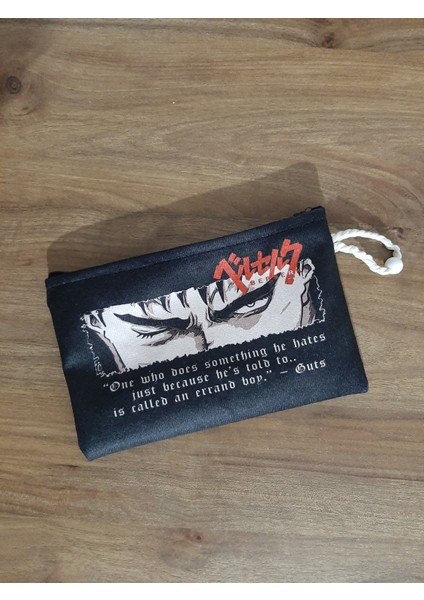 ベルセルク
BERSERK
"One who does something he hates
just because he's told to..
is called an errand boy." – Guts